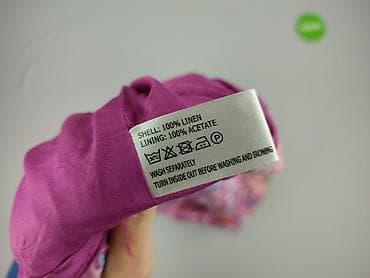 SHELL: 100% LINEN
LINING: 100% ACETATE
P
WASH SEPARATELY
TURN INSIDE OUT BEFORE WASHING AND IRONING